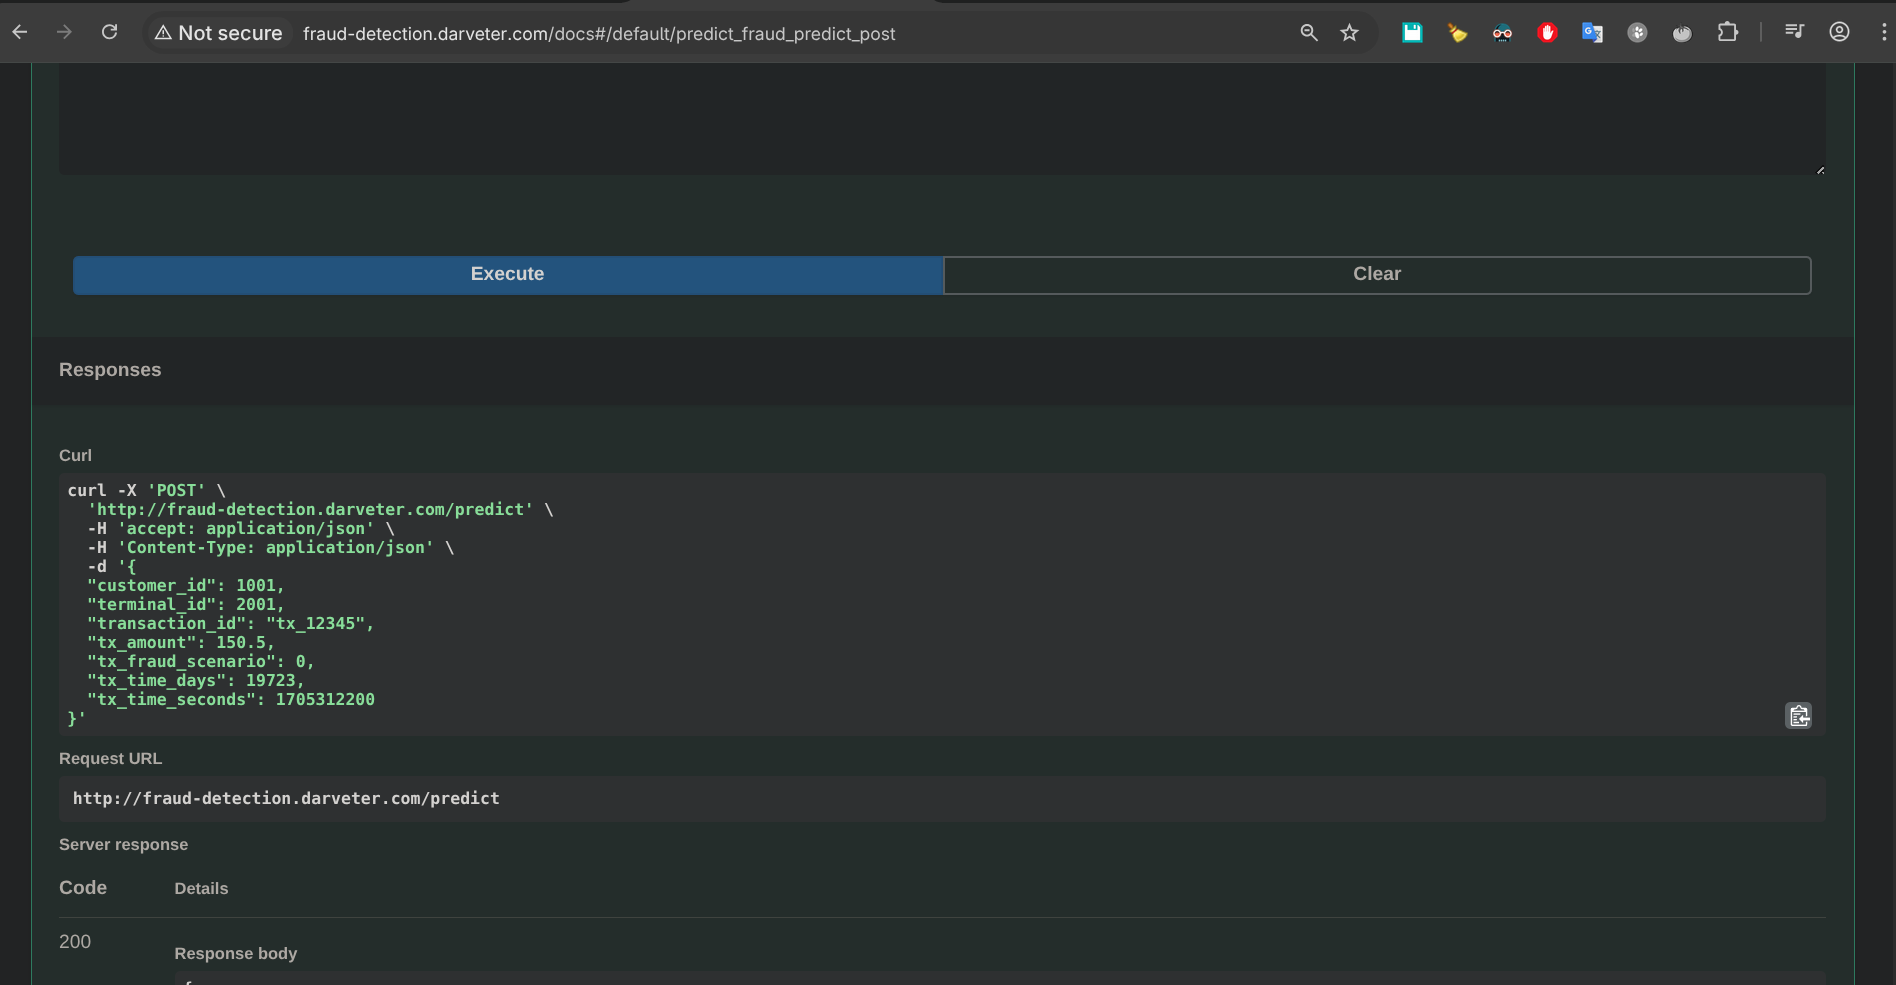 Not secure fraud-detection.darveter.com/docs#/default/predict_fraud_predict_post
Execute
Clear
Responses
Curl
curl -X 'POST' \
  'http://fraud-detection.darveter.com/predict' \
  -H 'accept: application/json' \
  -H 'Content-Type: application/json' \
  -d '{
  "customer_id": 1001,
  "terminal_id": 2001,
  "transaction_id": "tx_12345",
  "tx_amount": 150.5,
  "tx_fraud_scenario": 0,
  "tx_time_days": 19723,
  "tx_time_seconds": 1705312200
}'
Request URL
http://fraud-detection.darveter.com/predict
Server response
Code Details
200
Response body